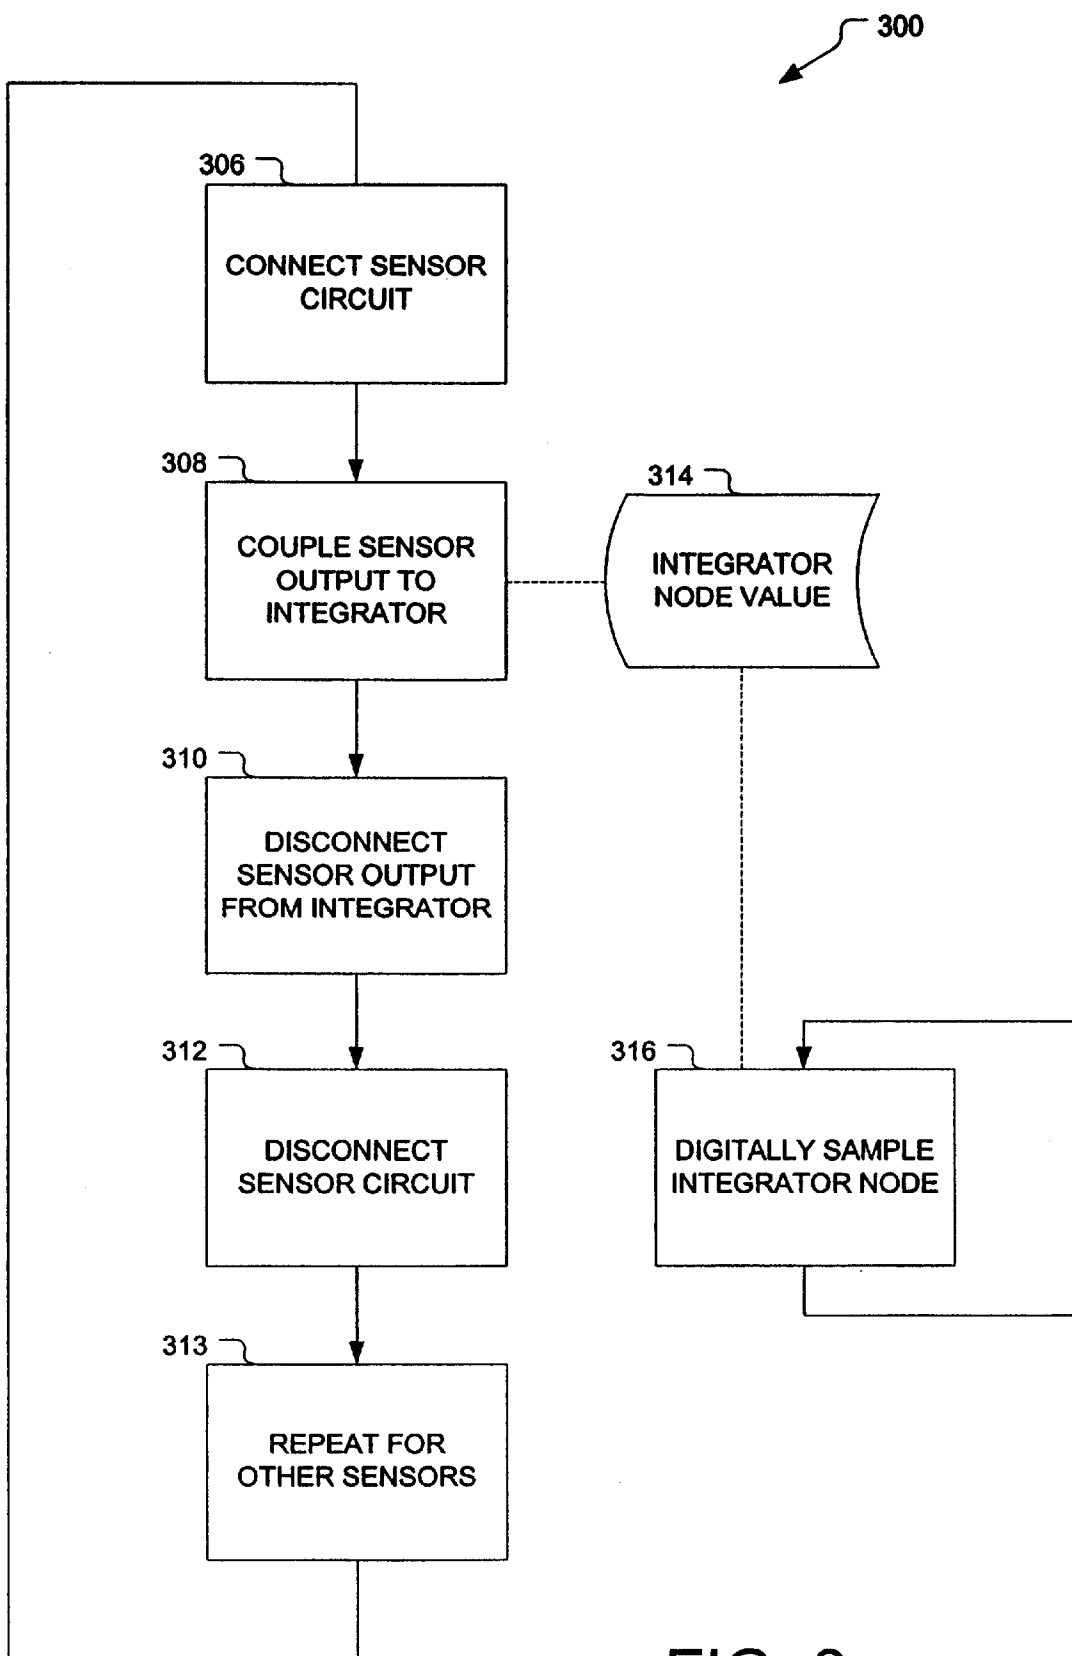 300
306
CONNECT SENSOR
CIRCUIT
308
COUPLE SENSOR
OUTPUT TO
INTEGRATOR
314
INTEGRATOR
NODE VALUE
310
DISCONNECT
SENSOR OUTPUT
FROM INTEGRATOR
312
DISCONNECT
SENSOR CIRCUIT
316
DIGITALLY SAMPLE
INTEGRATOR NODE
313
REPEAT FOR
OTHER SENSORS
FIG.